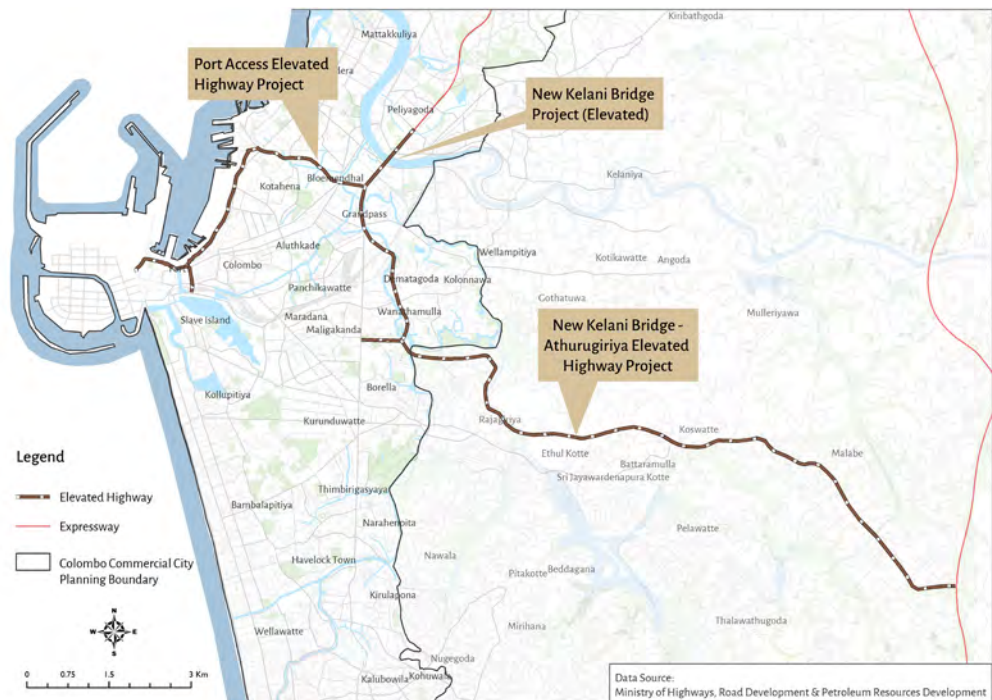 Kiribathgoda
Mattakkuliya
Port Access Elevated
Highway Project
Peliyagoda
New Kelani Bridge
Project (Elevated)
Kotahena
Bloemendhal
Kelaniya
Grandpass
Aluthkade
Wellampitiya
Colombo
Kotikawatte
Angoda
Dematagoda
Kolonnawa
Panchikawatte
Gothatuwa
Mulleriyawa
Slave Island
Maradana
Wanathamulla
Maligakanda
New Kelani Bridge -
Athurugiriya Elevated
Highway Project
Kollupitiya
Borella
Kurunduwatte
Rajagiriya
Koswatte
Ethul Kotte
Malabe
Battaramulla
Sri Jayawardenapura Kotte
Legend
Elevated Highway
Expressway
Colombo Commercial City
Planning Boundary
Thimbirigasyaya
Bambalapitiya
Narahenpita
Pelawatte
Havelock Town
Nawala
Pitakotte
Beddagana
Kirulapona
Mirihana
Thalawathugoda
Wellawatte
Nugegoda
Kalubowila
Kohuwala
N
W
E
S
0 0.75 1.5 3 Km
Data Source:
Ministry of Highways, Road Development & Petroleum Resources Development